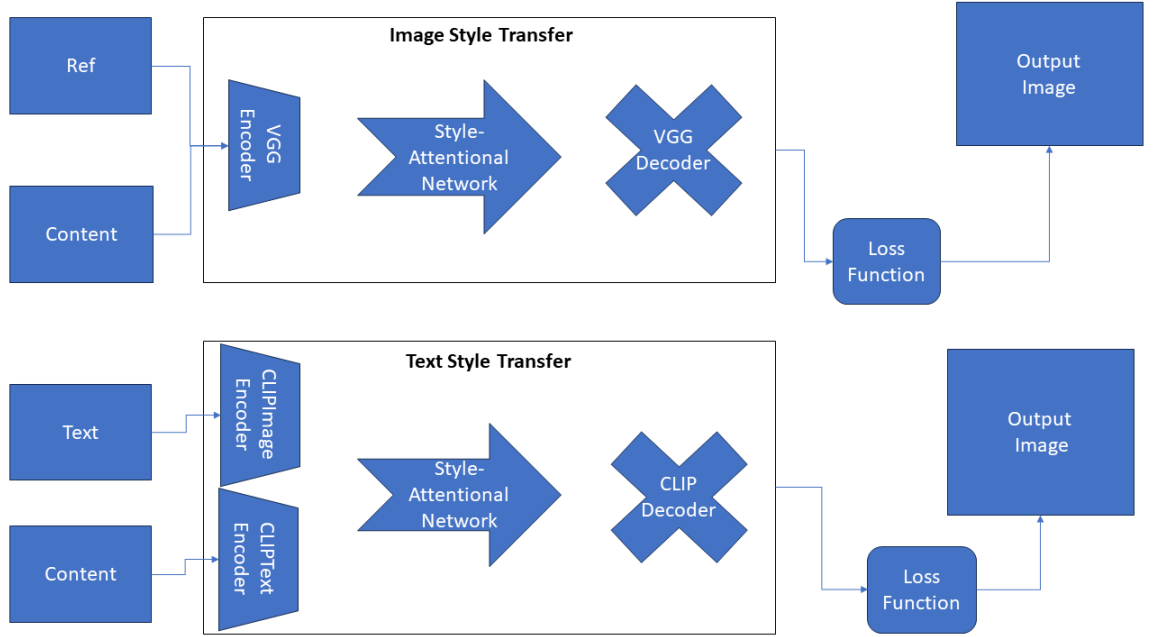 Image Style Transfer
Ref
Content
VGG
Encoder
Style-
Attentional
Network
VGG
Decoder
Loss
Function
Output
Image
Text Style Transfer
Text
Content
CLIPImage
Encoder
CLIPText
Encoder
Style-
Attentional
Network
CLIP
Decoder
Loss
Function
Output
Image